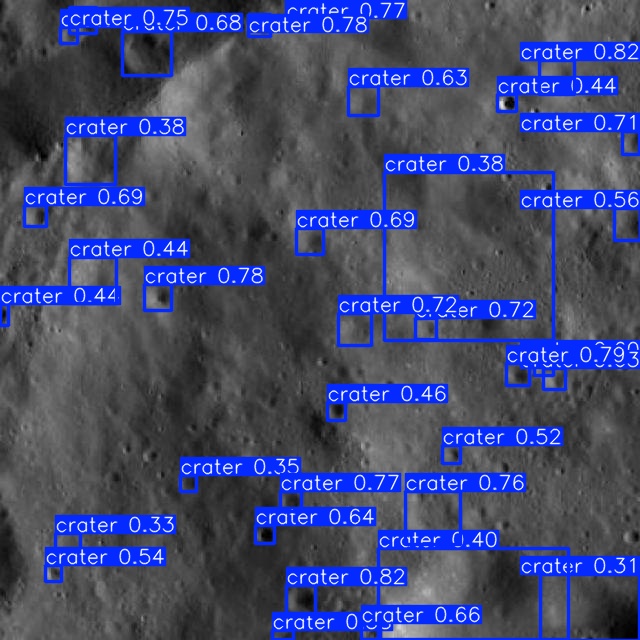 crater 0.77
crater 0.75
crater 0.68
crater 0.78
crater 0.82
crater 0.63
crater 0.44
crater 0.71
crater 0.38
crater 0.38
crater 0.69
crater 0.56
crater 0.69
crater 0.44
crater 0.78
crater 0.44
crater 0.72
crater 0.72
crater 0.79
crater 0.46
crater 0.52
crater 0.35
crater 0.77
crater 0.76
crater 0.64
crater 0.33
crater 0.40
crater 0.54
crater 0.31
crater 0.82
crater 0.66
crater